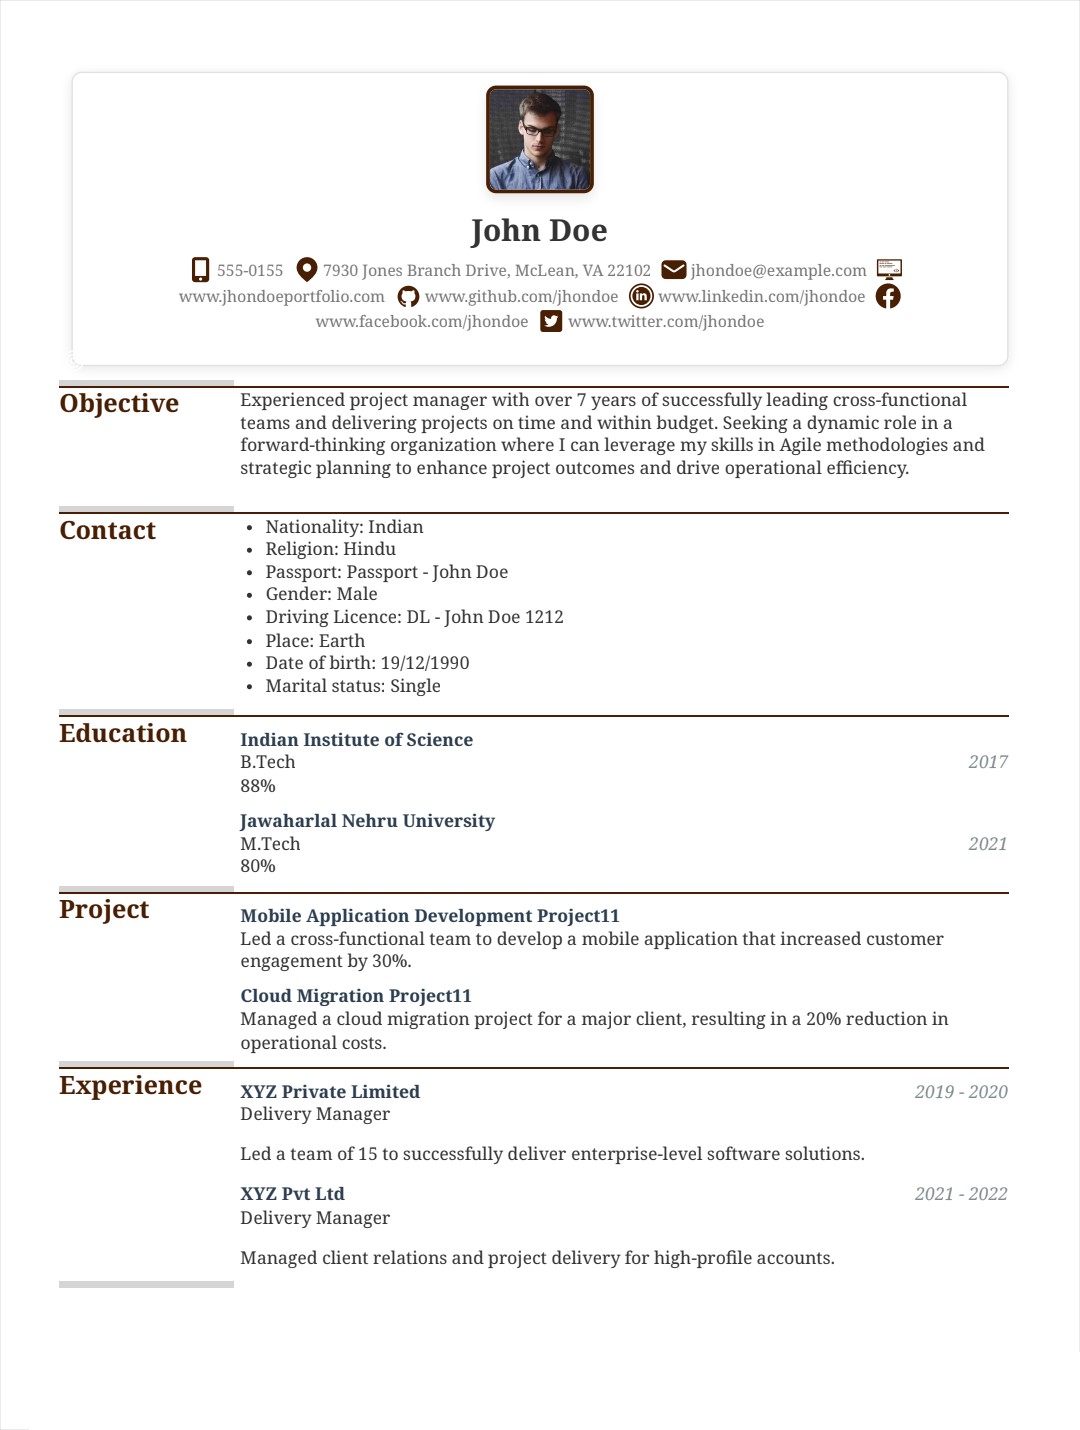 John Doe
555-0155 7930 Jones Branch Drive, McLean, VA 22102 jhondoe@example.com
www.jhondoeportfolio.com www.github.com/jhondoe www.linkedin.com/jhondoe
www.facebook.com/jhondoe www.twitter.com/jhondoe
Objective
Experienced project manager with over 7 years of successfully leading cross-functional
teams and delivering projects on time and within budget. Seeking a dynamic role in a
forward-thinking organization where I can leverage my skills in Agile methodologies and
strategic planning to enhance project outcomes and drive operational efficiency.
Contact
• Nationality: Indian
• Religion: Hindu
• Passport: Passport - John Doe
• Gender: Male
• Driving Licence: DL - John Doe 1212
• Place: Earth
• Date of birth: 19/12/1990
• Marital status: Single
Education
Indian Institute of Science
B.Tech 2017
88%
Jawaharlal Nehru University
M.Tech 2021
80%
Project
Mobile Application Development Project11
Led a cross-functional team to develop a mobile application that increased customer
engagement by 30%.
Cloud Migration Project11
Managed a cloud migration project for a major client, resulting in a 20% reduction in
operational costs.
Experience
XYZ Private Limited 2019 - 2020
Delivery Manager
Led a team of 15 to successfully deliver enterprise-level software solutions.
XYZ Pvt Ltd 2021 - 2022
Delivery Manager
Managed client relations and project delivery for high-profile accounts.